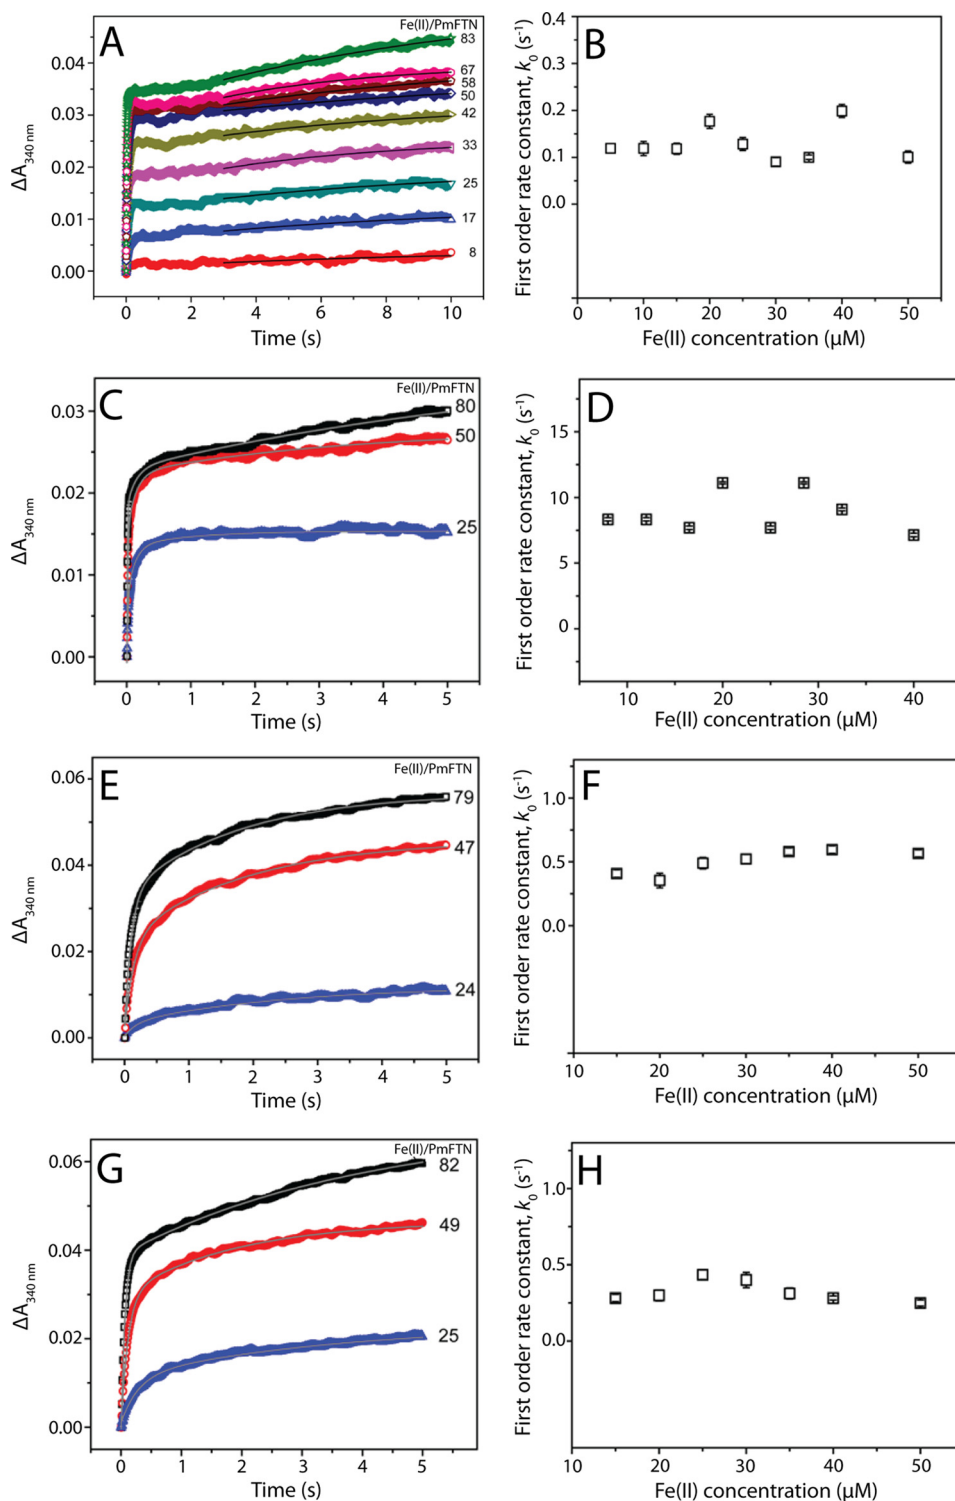 A
Fe(II)/PmFTN
83
67
58
50
42
33
25
17
8
0.04
0.03
0.02
0.01
0.00
ΔA340 nm
0 2 4 6 8 10
Time (s)
B
0.4
0.3
0.2
0.1
0.0
First order rate constant, k0 (s-1)
0 10 20 30 40 50
Fe(II) concentration (µM)
C
Fe(II)/PmFTN
80
50
25
0.03
0.02
0.01
0.00
ΔA340 nm
0 1 2 3 4 5
Time (s)
D
15
10
5
0
First order rate constant, k0 (s-1)
10 20 30 40
Fe(II) concentration (µM)
E
Fe(II)/PmFTN
79
47
24
0.06
0.04
0.02
0.00
ΔA340 nm
0 1 2 3 4 5
Time (s)
F
1.0
0.5
0.0
First order rate constant, k0 (s-1)
10 20 30 40 50
Fe(II) concentration (µM)
G
Fe(II)/PmFTN
82
49
25
0.06
0.04
0.02
0.00
ΔA340 nm
0 1 2 3 4 5
Time (s)
H
1.0
0.5
0.0
First order rate constant, k0 (s-1)
10 20 30 40 50
Fe(II) concentration (µM)